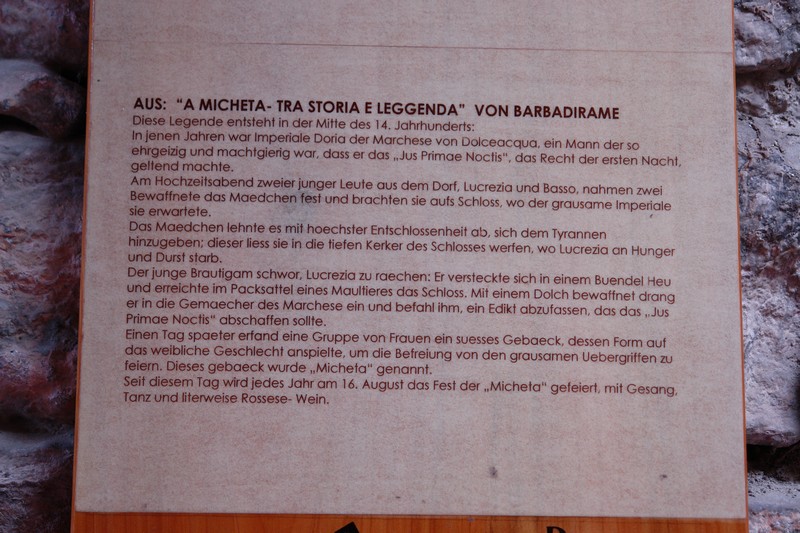 AUS: "A MICHETA- TRA STORIA E LEGGENDA" VON BARBADIRAME
Diese Legende entsteht in der Mitte des 14. Jahrhunderts:
In jenen Jahren war Imperiale Doria der Marchese von Dolceacqua, ein Mann der so
ehrgeizig und machtgierig war, dass er das „Jus Primae Noctis", das Recht der ersten Nacht,
geltend machte.
Am Hochzeitsabend zweier junger Leute aus dem Dorf, Lucrezia und Basso, nahmen zwei
Bewaffnete das Maedchen fest und brachten sie aufs Schloss, wo der grausame Imperiale
sie erwartete.
Das Maedchen lehnte es mit hoechster Entschlossenheit ab, sich dem Tyrannen
hinzugeben; dieser liess sie in die tiefen Kerker des Schlosses werfen, wo Lucrezia an Hunger
und Durst starb.
Der junge Brautigam schwor, Lucrezia zu raechen: Er versteckte sich in einem Buendel Heu
und erreichte im Packsattel eines Maultieres das Schloss. Mit einem Dolch bewaffnet drang
er in die Gemaecher des Marchese ein und befahl ihm, ein Edikt abzufassen, das das „Jus
Primae Noctis" abschaffen sollte.
Einen Tag spaeter erfand eine Gruppe von Frauen ein suesses Gebaeck, dessen Form auf
das weibliche Geschlecht anspielte, um die Befreiung von den grausamen Uebergriffen zu
feiern. Dieses gebaeck wurde „Micheta" genannt.
Seit diesem Tag wird jedes Jahr am 16. August das Fest der „Micheta" gefeiert, mit Gesang,
Tanz und literweise Rossese- Wein.